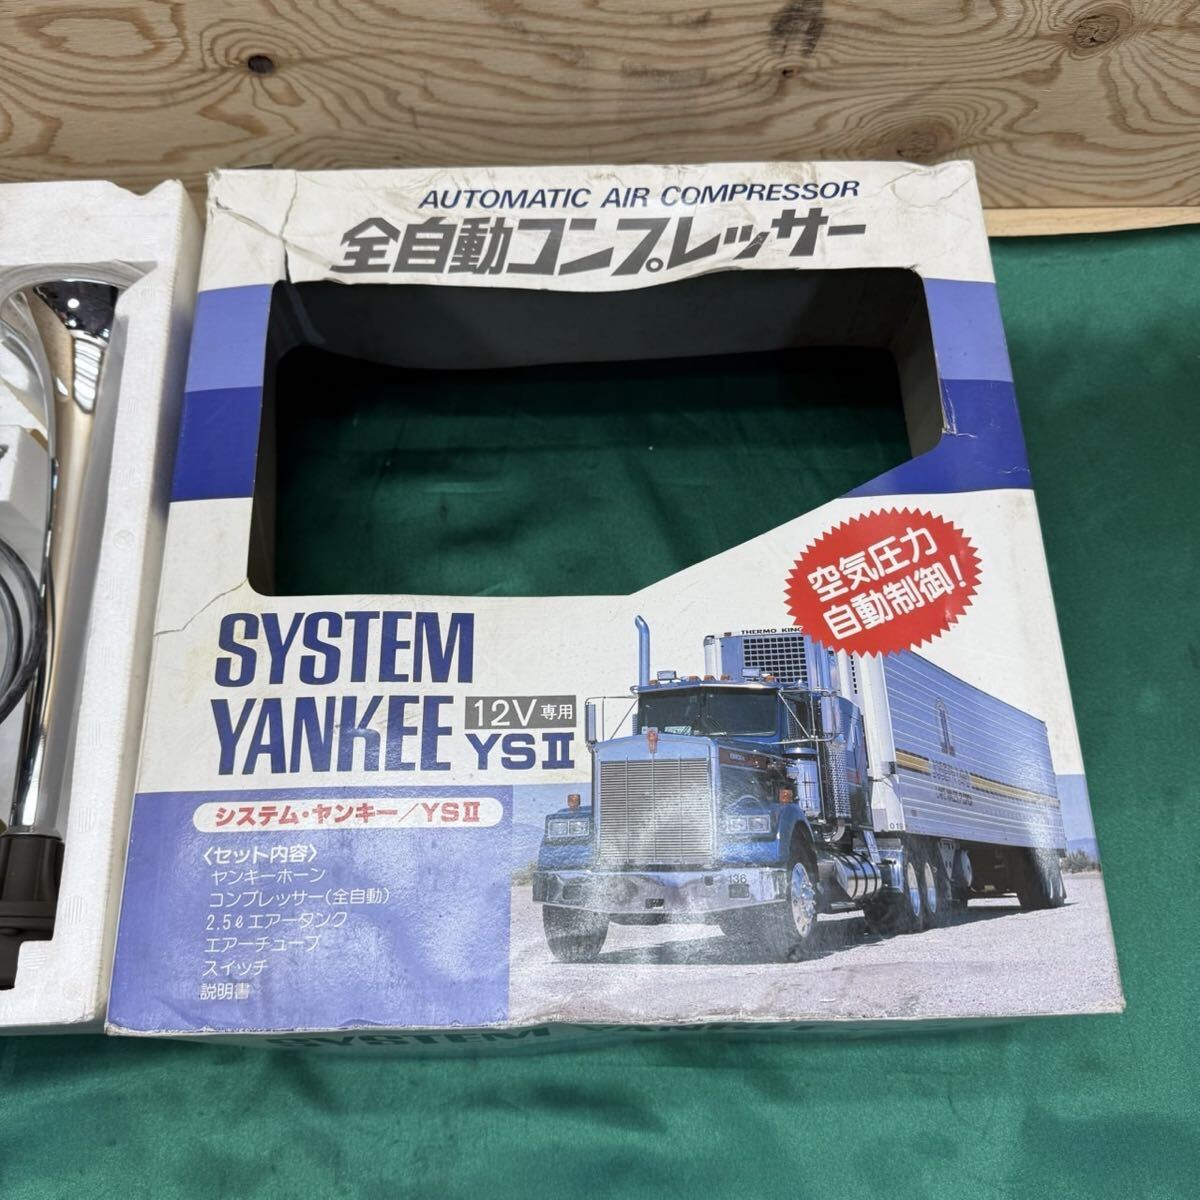 AUTOMATIC AIR COMPRESSOR
全自動コンプレッサー
空気圧力
自動制御!
THERMO KING
SYSTEM
YANKEE
12V専用
YSⅡ
システム・ヤンキー/YSⅡ
〈セット内容〉
ヤンキーホーン
コンプレッサー(全自動)
2.5ℓエアータンク
エアーチューブ
スイッチ
説明書
136
019
SYSTEM YANKEE